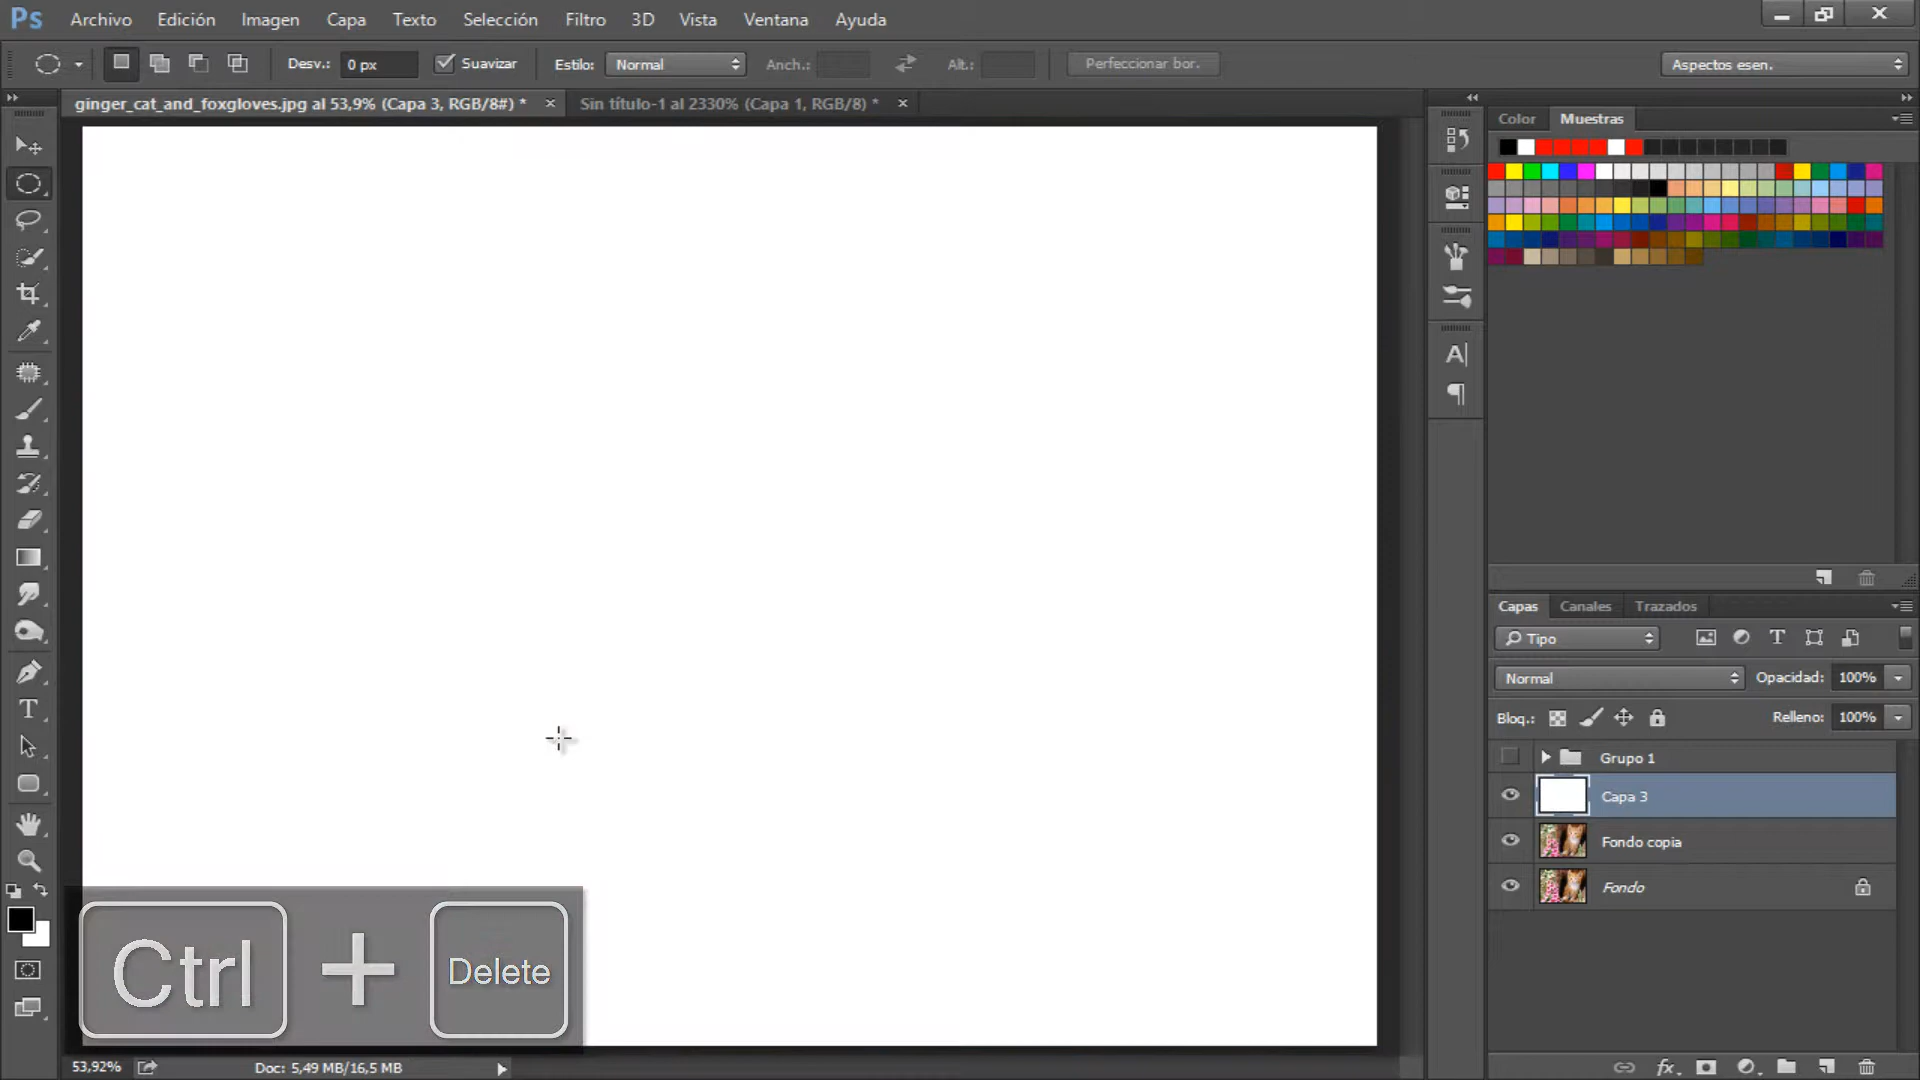 Ps Archivo Edición Imagen Capa Texto Selección Filtro 3D Vista Ventana Ayuda
Desv.: 0 px Suavizar Estilo: Normal Anch.: Alt.: Perfeccionar bor. Aspectos esen.
ginger_cat_and_foxgloves.jpg al 53,9% (Capa 3, RGB/8#) * × Sin título-1 al 2330% (Capa 1, RGB/8) * ×
Color Muestras
Capas Canales Trazados
Tipo
Normal Opacidad: 100%
Bloq.: Relleno: 100%
Grupo 1
Capa 3
Fondo copia
Fondo
Ctrl + Delete
53,92% Doc: 5,49 MB/16,5 MB
fx